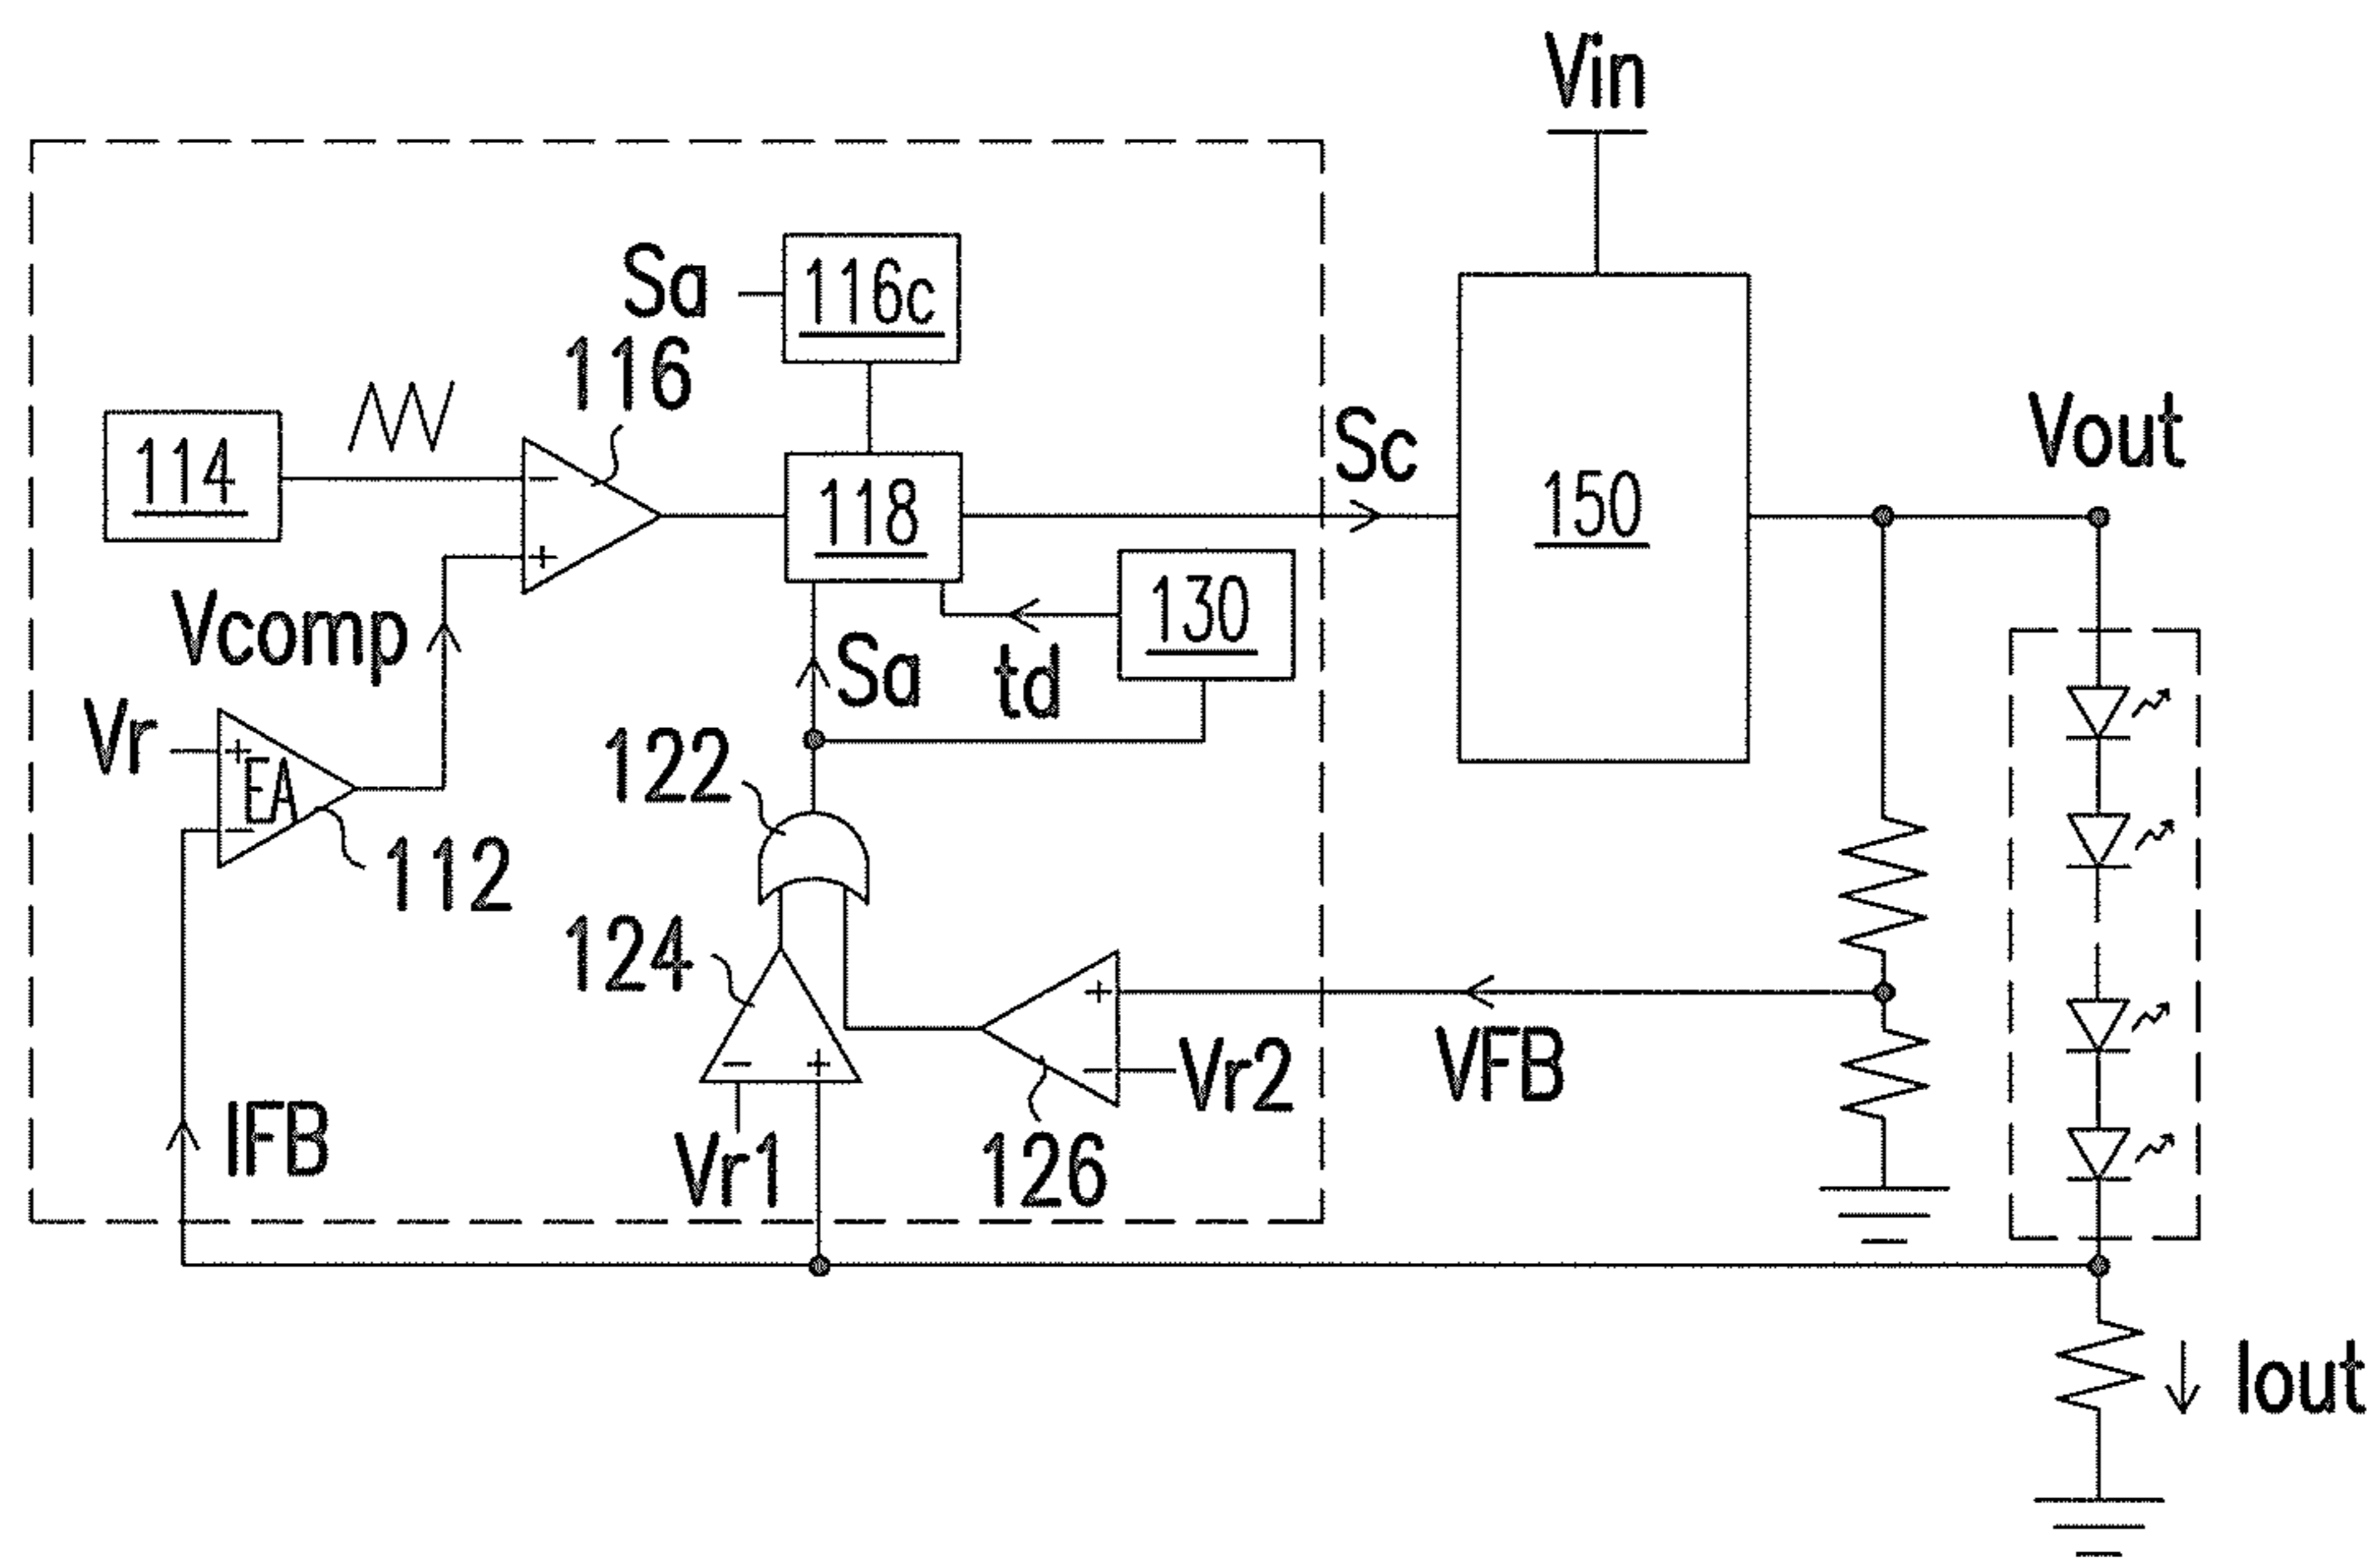 Vin
Sa
116c
116
114
118
Sc
150
Vout
130
Vcomp
Sa
td
Vr
+
EA
−
112
122
124
−
+
126
+
−
Vr2
VFB
IFB
Vr1
−
+
Iout